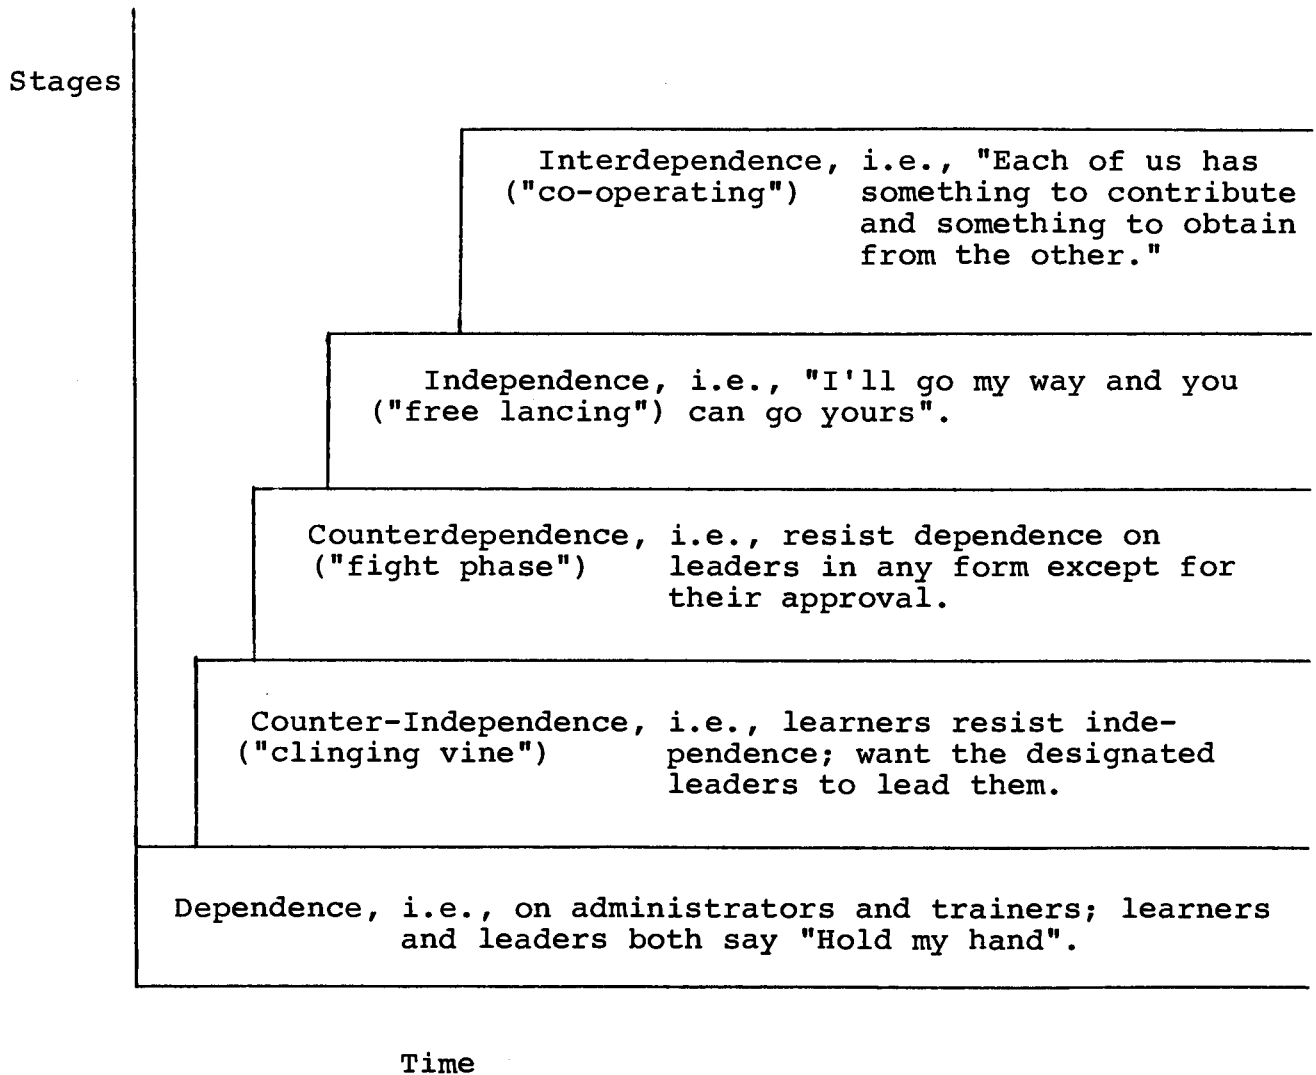 Stages
Interdependence, i.e., "Each of us has
("co-operating") something to contribute
and something to obtain
from the other."
Independence, i.e., "I'll go my way and you
("free lancing") can go yours".
Counterdependence, i.e., resist dependence on
("fight phase") leaders in any form except for
their approval.
Counter-Independence, i.e., learners resist inde-
("clinging vine") pendence; want the designated
leaders to lead them.
Dependence, i.e., on administrators and trainers; learners
and leaders both say "Hold my hand".
Time